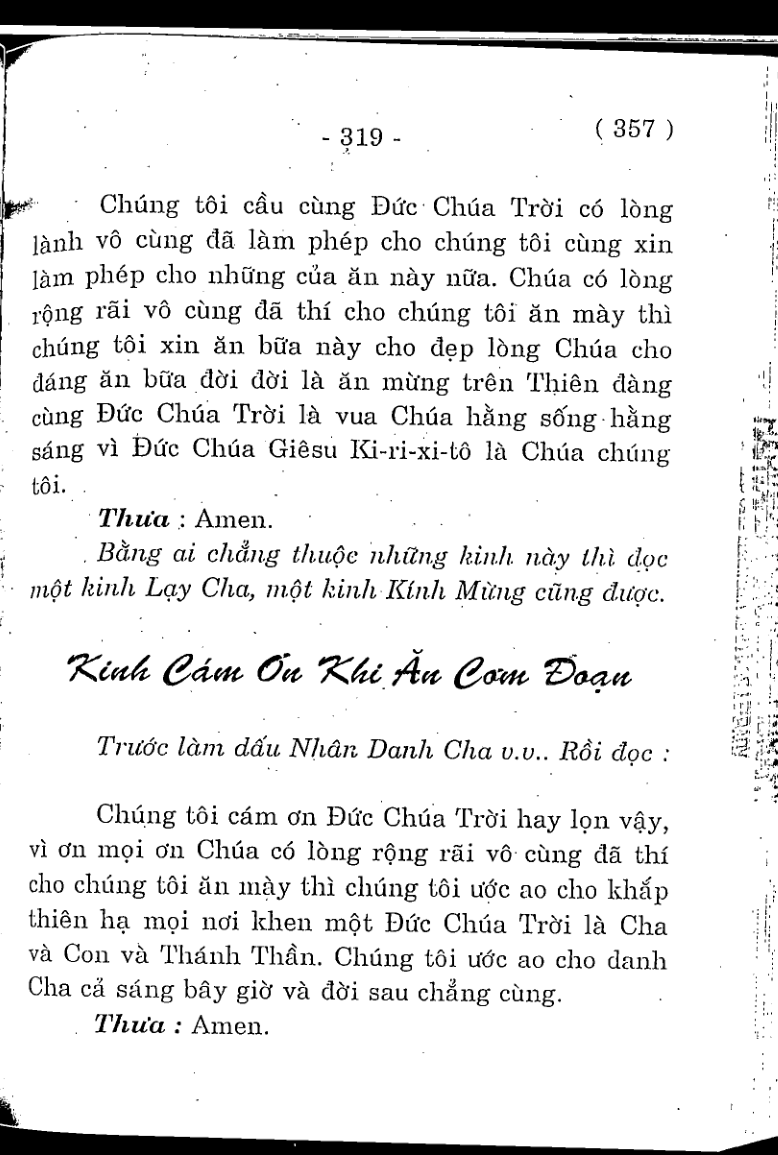 - 319 -
( 357 )
Chúng tôi cầu cùng Đức Chúa Trời có lòng
lành vô cùng đã làm phép cho chúng tôi cùng xin
làm phép cho những của ăn này nữa. Chúa có lòng
rộng rãi vô cùng đã thí cho chúng tôi ăn mày thì
chúng tôi xin ăn bữa này cho đẹp lòng Chúa cho
đáng ăn bữa đời đời là ăn mừng trên Thiên đàng
cùng Đức Chúa Trời là vua Chúa hằng sống hằng
sáng vì Đức Chúa Giêsu Ki-ri-xi-tô là Chúa chúng
tôi.
Thưa : Amen.
Bằng ai chẳng thuộc những kinh này thì đọc
một kinh Lạy Cha, một kinh Kính Mừng cũng được.
Kinh Cám Ơn Khi Ăn Cơm Đoạn
Trước làm dấu Nhân Danh Cha v.v.. Rồi đọc :
Chúng tôi cám ơn Đức Chúa Trời hay lọn vậy,
vì ơn mọi ơn Chúa có lòng rộng rãi vô cùng đã thí
cho chúng tôi ăn mày thì chúng tôi ước ao cho khắp
thiên hạ mọi nơi khen một Đức Chúa Trời là Cha
và Con và Thánh Thần. Chúng tôi ước ao cho danh
Cha cả sáng bây giờ và đời sau chẳng cùng.
Thưa : Amen.